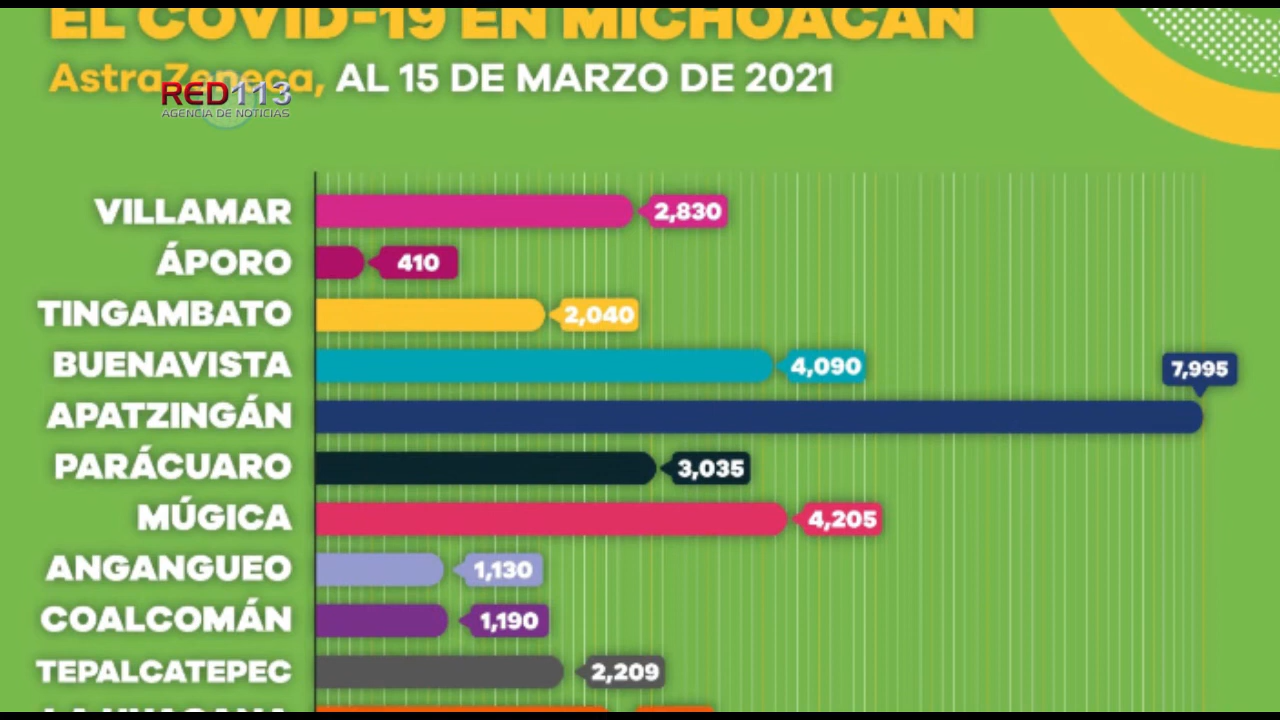 EL COVID-19 EN MICHOACÁN
AstraZeneca, AL 15 DE MARZO DE 2021
RED113
AGENCIA DE NOTICIAS
VILLAMAR 2,830
ÁPORO 410
TINGAMBATO 2,040
BUENAVISTA 4,090
APATZINGÁN 7,995
PARÁCUARO 3,035
MÚGICA 4,205
ANGANGUEO 1,130
COALCOMÁN 1,190
TEPALCATEPEC 2,209